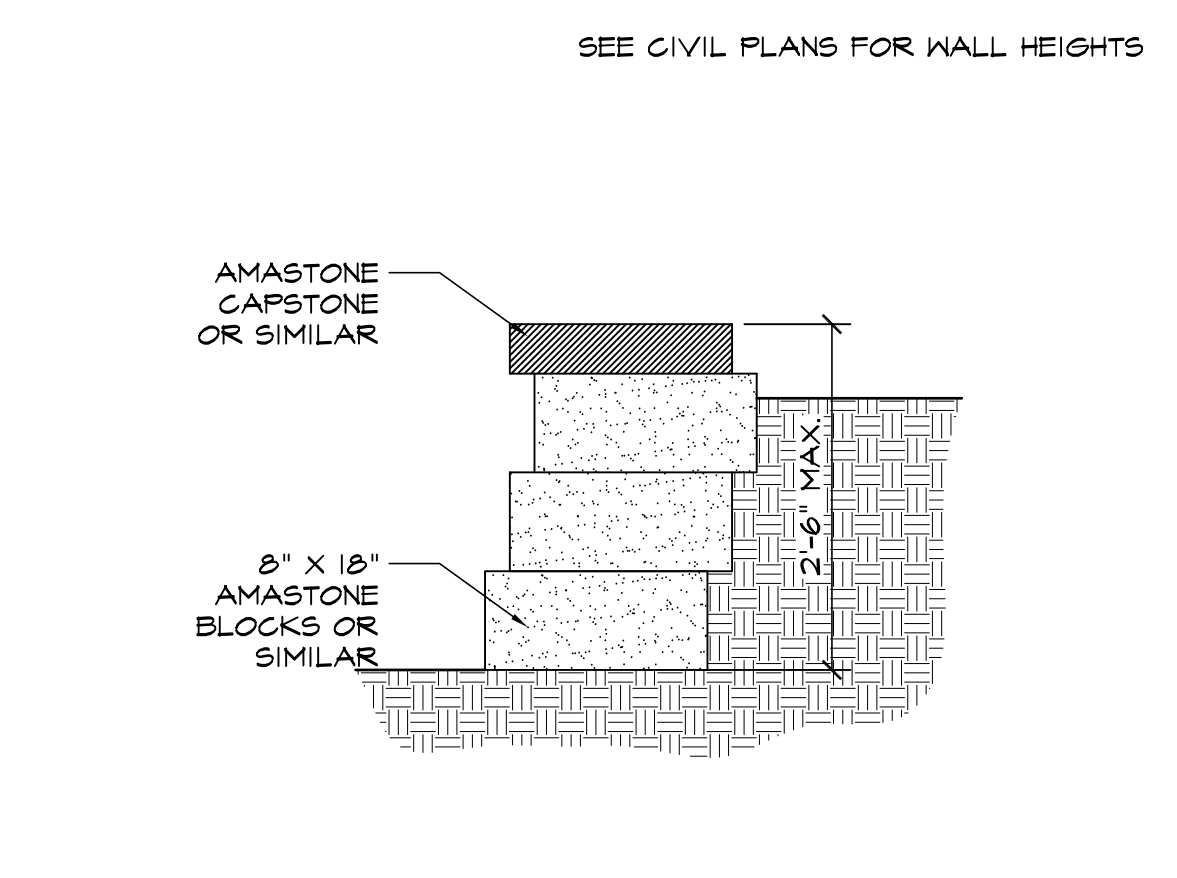 SEE CIVIL PLANS FOR WALL HEIGHTS
AMASTONE
CAPSTONE
OR SIMILAR
2'-6" MAX.
8" X 18"
AMASTONE
BLOCKS OR
SIMILAR